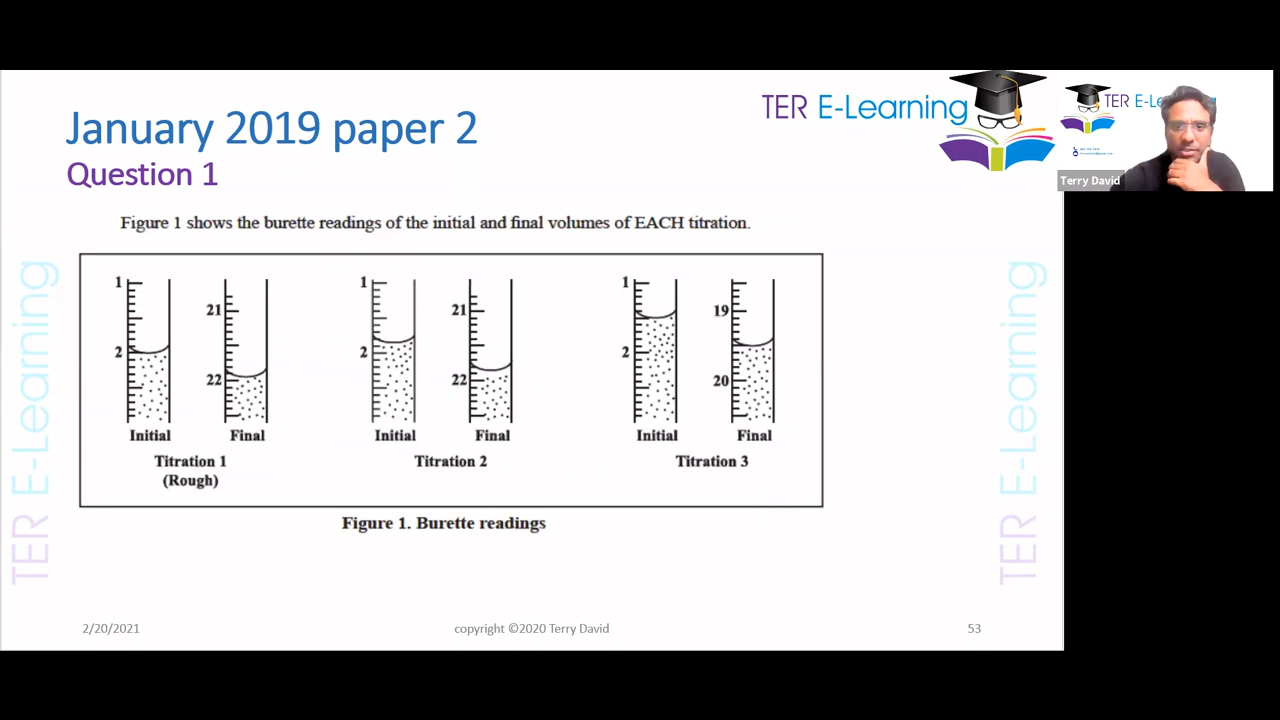 January 2019 paper 2
Question 1
TER E-Learning
TER E-Le
Terry David
Figure 1 shows the burette readings of the initial and final volumes of EACH titration.
1
2
21
22
1
2
21
22
1
2
19
20
Initial
Final
Initial
Final
Initial
Final
Titration 1
(Rough)
Titration 2
Titration 3
Figure 1. Burette readings
TER E-Learning
TER E-Learning
2/20/2021
copyright ©2020 Terry David
53